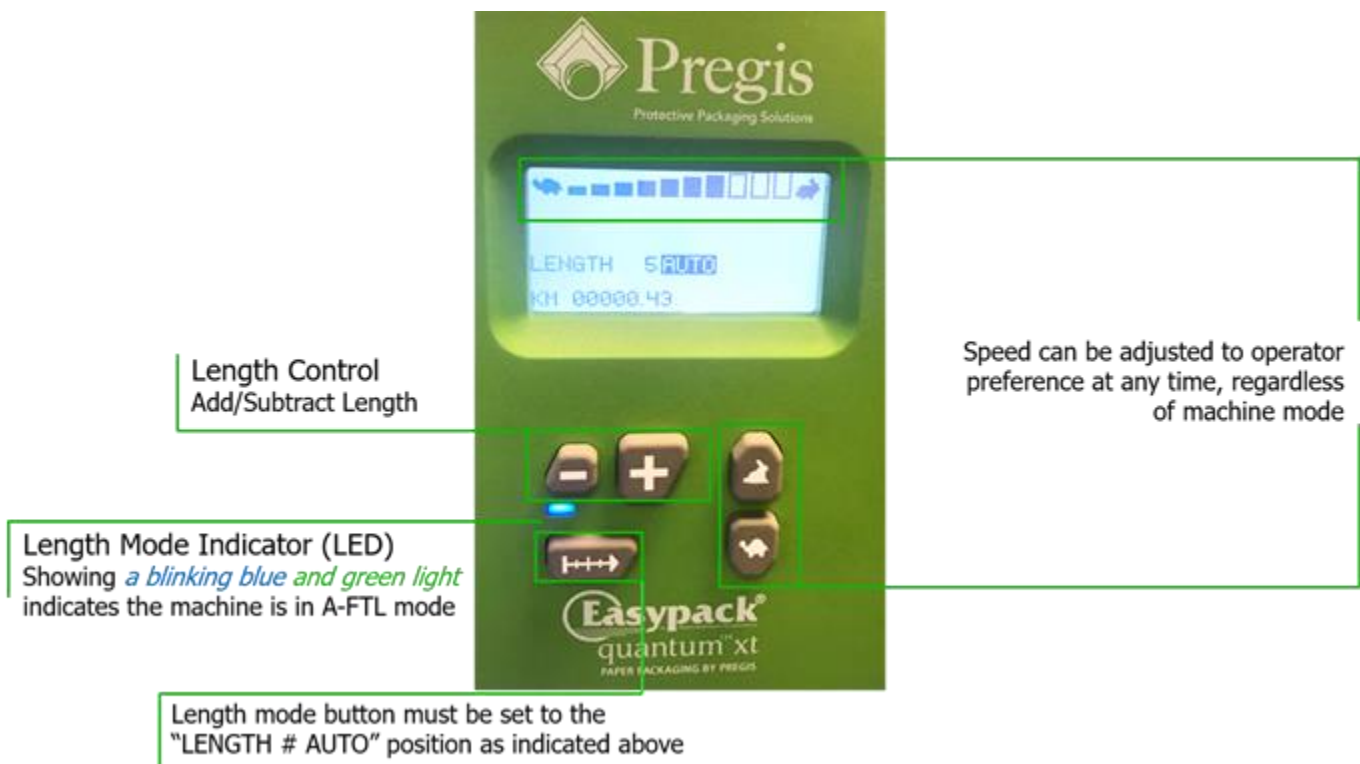 Pregis
Protective Packaging Solutions
LENGTH 5 AUTO
KM 00000.43
Length Control
Add/Subtract Length
Speed can be adjusted to operator
preference at any time, regardless
of machine mode
Length Mode Indicator (LED)
Showing a blinking blue and green light
indicates the machine is in A-FTL mode
Easypack®
quantum™xt
PAPER PACKAGING BY PREGIS
Length mode button must be set to the
“LENGTH # AUTO” position as indicated above